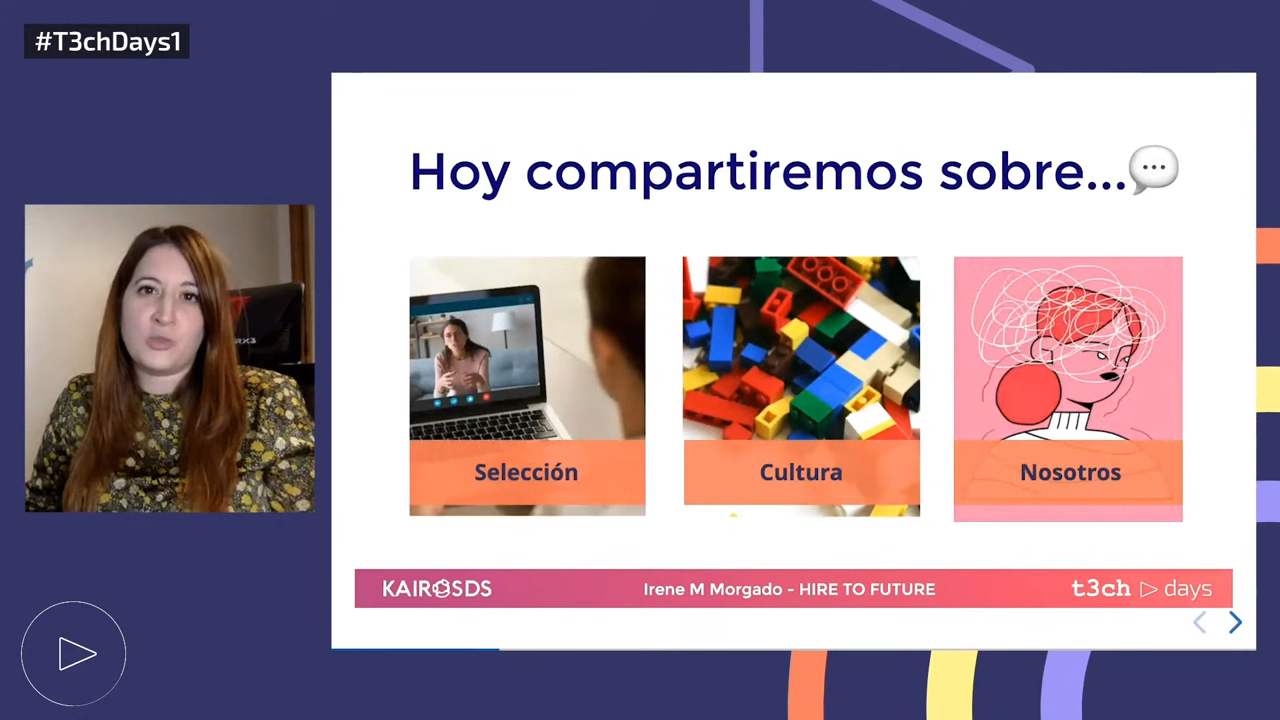 #T3chDays1
Hoy compartiremos sobre...
Selección
Cultura
Nosotros
KAIROSDS
Irene M Morgado - HIRE TO FUTURE
t3ch days